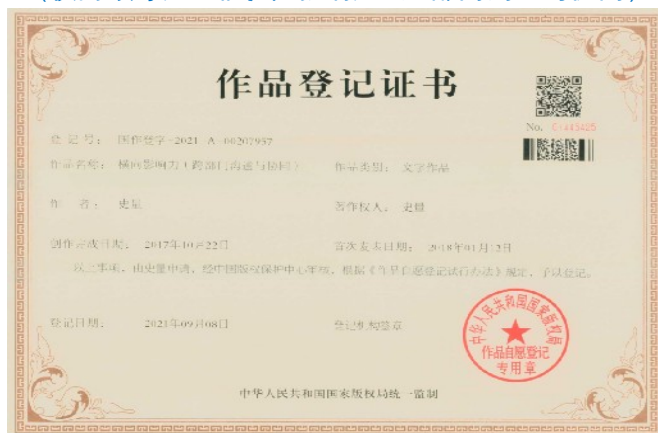 作品登记证书
登 记 号： 国作登字-2021-A-00207957
No.
作品名称： 横向影响力（跨部门沟通与协同） 作品类别： 文字作品
作 者： 史量 著作权人： 史量
创作完成日期： 2017年10月22日 首次发表日期： 2018年01月12日
以上事项，由史量申请，经中国版权保护中心审核，根据《作品自愿登记试行办法》规定，予以登记。
登记日期： 2021年09月08日 登记机构签章
中华人民共和国国家版权局
作品自愿登记
专用章
中华人民共和国国家版权局统一监制